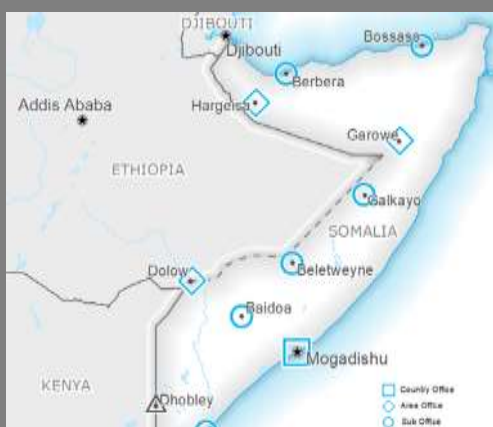 DJIBOUTI
Djibouti
Bossaso
Berbera
Addis Ababa
Hargeisa
Garowe
ETHIOPIA
Galkayo
SOMALIA
Dolow
Beletweyne
Baidoa
Mogadishu
KENYA
Dhobley
Country Office
Area Office
Sub Office